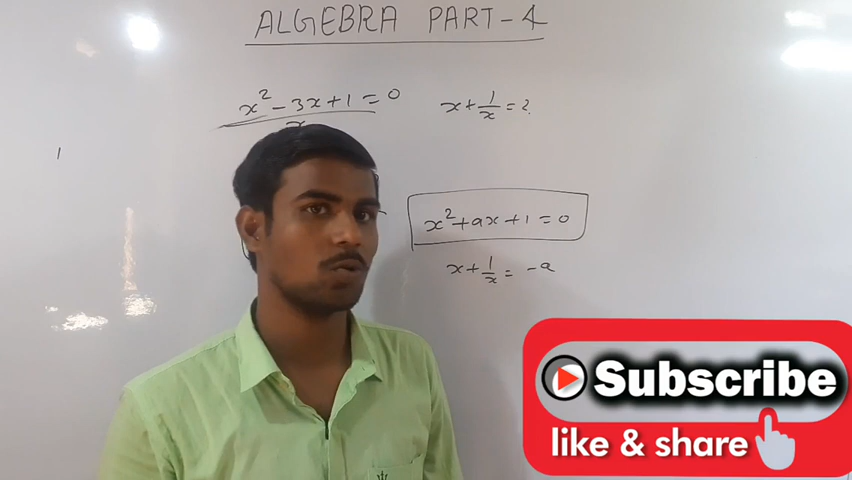 ALGEBRA PART-4
x² - 3x + 1 = 0
x
x + 1/x = ?
x² + ax + 1 = 0
x + 1/x = -a
Subscribe
like & share